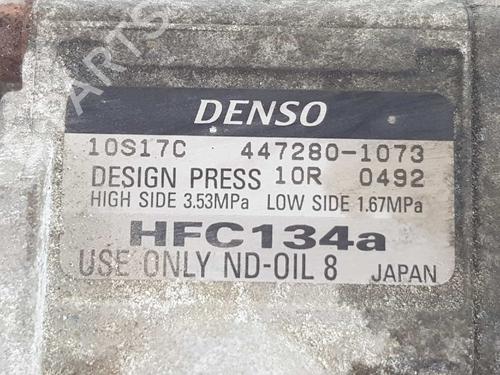 DENSO
10S17C 447280-1073
DESIGN PRESS 10R 0492
HIGH SIDE 3.53MPa LOW SIDE 1.67MPa
HFC134a
USE ONLY ND-OIL 8 JAPAN